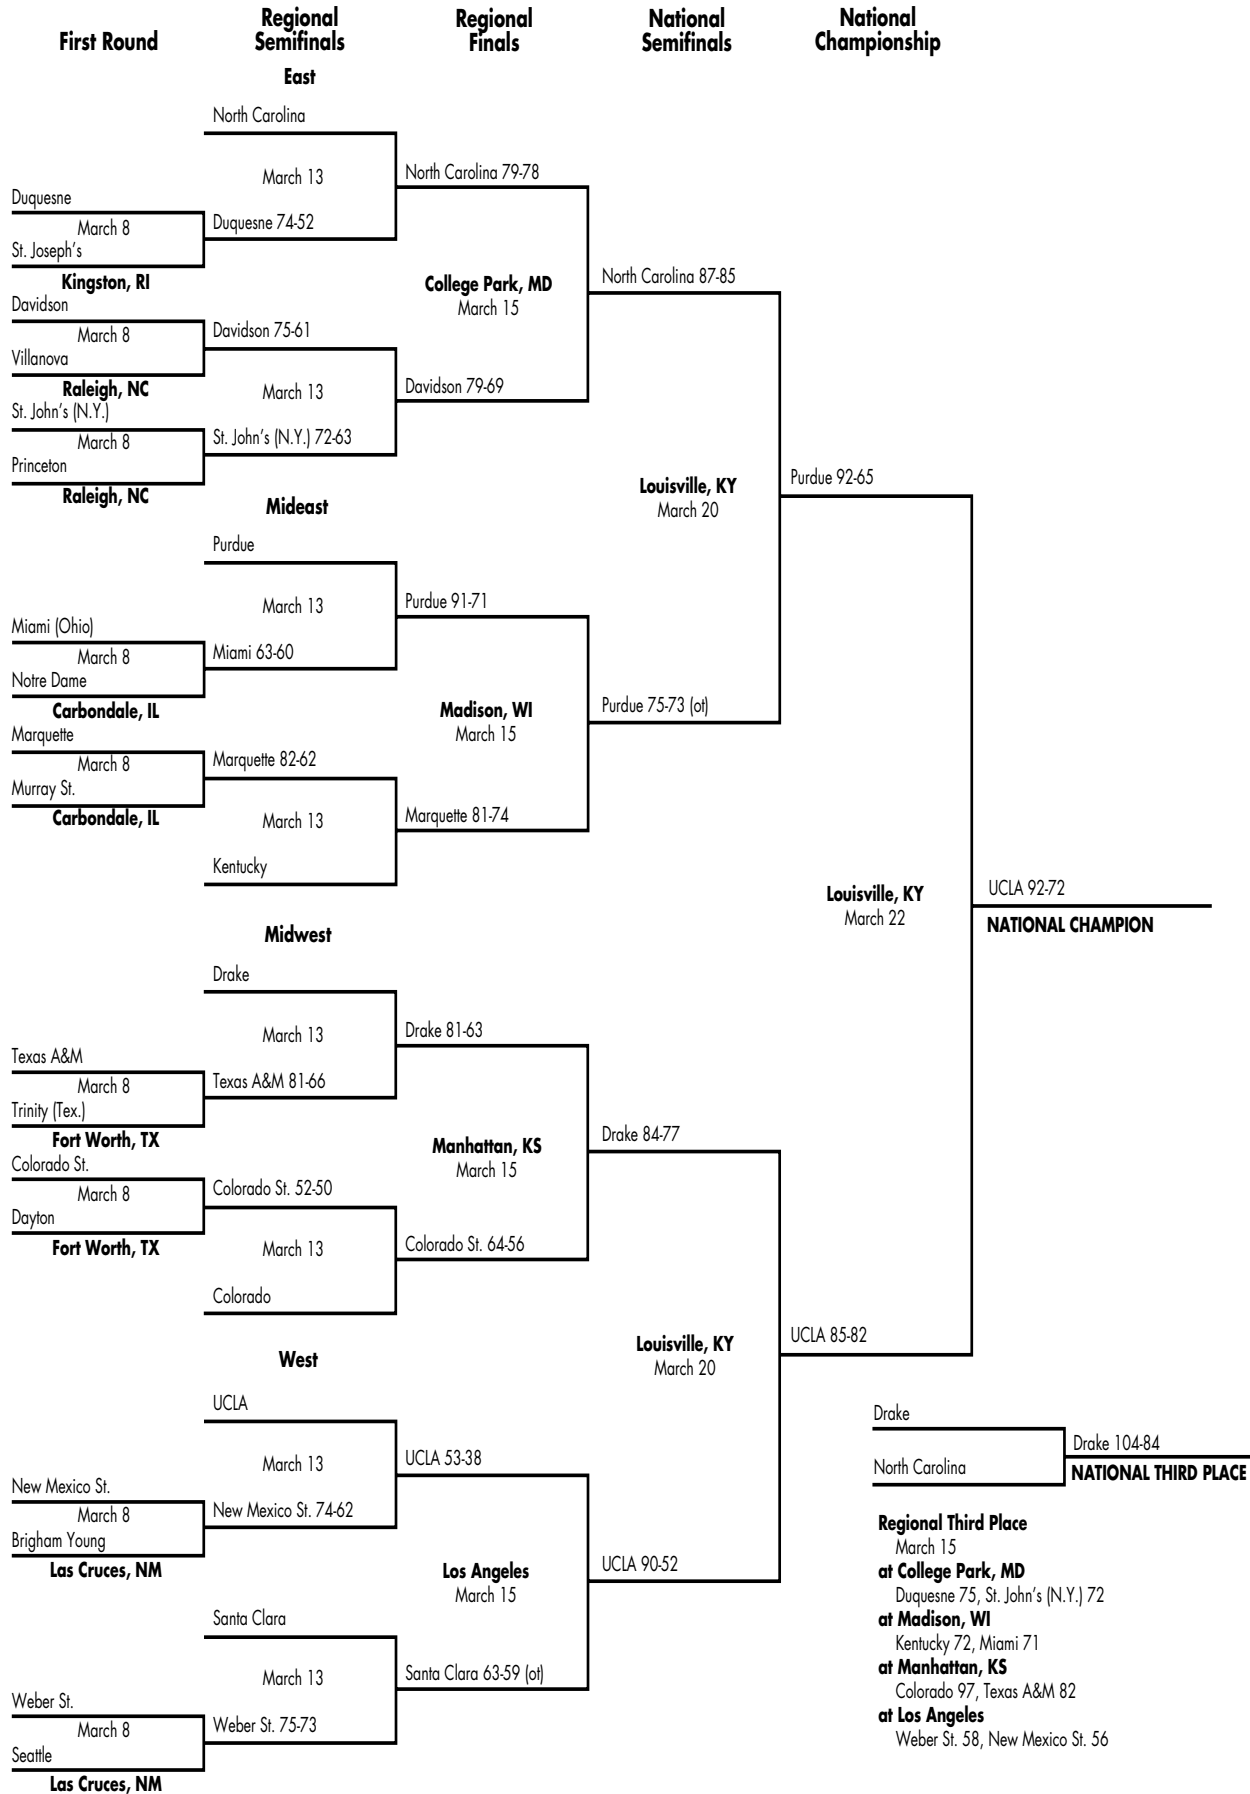 First Round
Regional
Semifinals
Regional
Finals
National
Semifinals
National
Championship
East
North Carolina
March 13
North Carolina 79-78
Duquesne
March 8
Duquesne 74-52
St. Joseph's
Kingston, RI
College Park, MD
March 15
North Carolina 87-85
Davidson
March 8
Davidson 75-61
Villanova
Raleigh, NC
March 13
Davidson 79-69
St. John's (N.Y.)
March 8
St. John's (N.Y.) 72-63
Princeton
Raleigh, NC
Louisville, KY
March 20
Purdue 92-65
Mideast
Purdue
March 13
Purdue 91-71
Miami (Ohio)
March 8
Miami 63-60
Notre Dame
Carbondale, IL
Madison, WI
March 15
Purdue 75-73 (ot)
Marquette
March 8
Marquette 82-62
Murray St.
Carbondale, IL
March 13
Marquette 81-74
Kentucky
Louisville, KY
March 22
UCLA 92-72
NATIONAL CHAMPION
Midwest
Drake
March 13
Drake 81-63
Texas A&M
March 8
Texas A&M 81-66
Trinity (Tex.)
Fort Worth, TX
Manhattan, KS
March 15
Drake 84-77
Colorado St.
March 8
Colorado St. 52-50
Dayton
Fort Worth, TX
March 13
Colorado St. 64-56
Colorado
Louisville, KY
March 20
UCLA 85-82
West
UCLA
March 13
UCLA 53-38
New Mexico St.
March 8
New Mexico St. 74-62
Brigham Young
Las Cruces, NM
Los Angeles
March 15
UCLA 90-52
Santa Clara
March 13
Santa Clara 63-59 (ot)
Weber St.
March 8
Weber St. 75-73
Seattle
Las Cruces, NM
Drake
Drake 104-84
North Carolina
NATIONAL THIRD PLACE
Regional Third Place
March 15
at College Park, MD
Duquesne 75, St. John's (N.Y.) 72
at Madison, WI
Kentucky 72, Miami 71
at Manhattan, KS
Colorado 97, Texas A&M 82
at Los Angeles
Weber St. 58, New Mexico St. 56